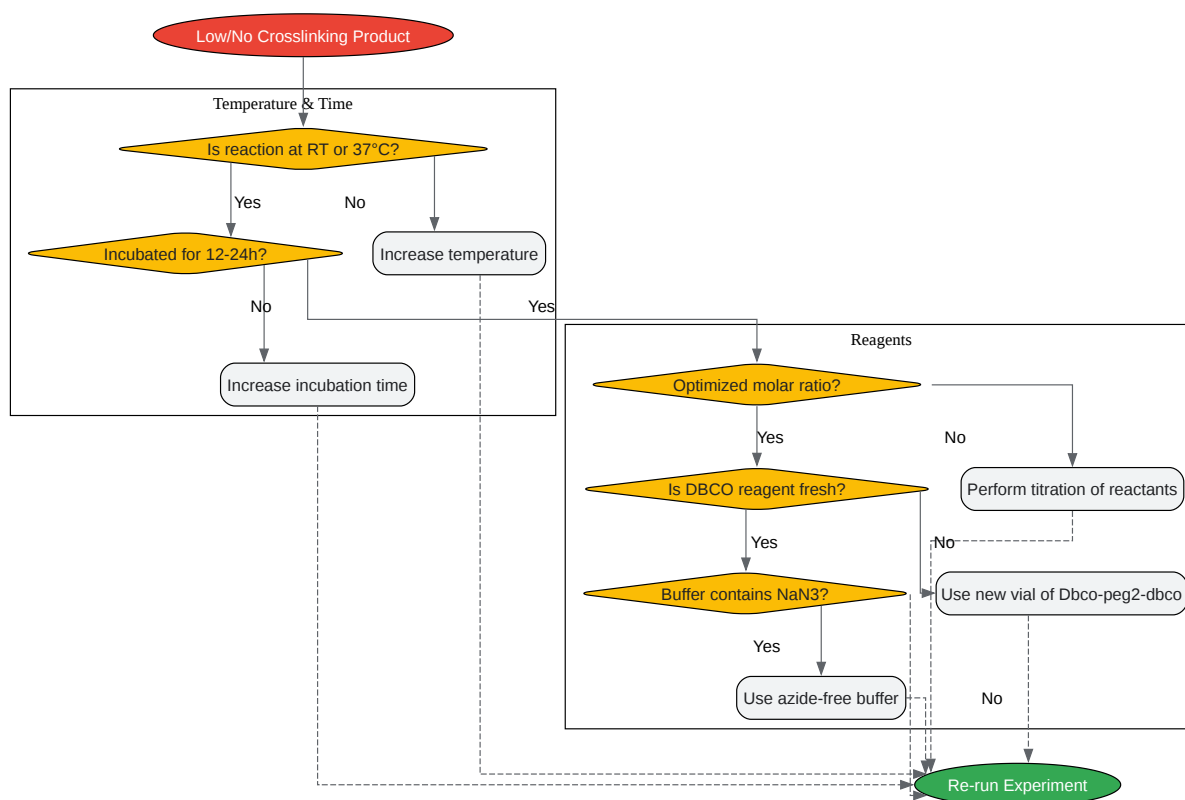 Low/No Crosslinking Product
Temperature & Time
Is reaction at RT or 37°C?
Yes
No
Incubated for 12-24h?
Increase temperature
No
Yes
Increase incubation time
Reagents
Optimized molar ratio?
Yes
No
Is DBCO reagent fresh?
Perform titration of reactants
Yes
No
Buffer contains NaN3?
Use new vial of Dbco-peg2-dbco
Yes
Use azide-free buffer
No
Re-run Experiment